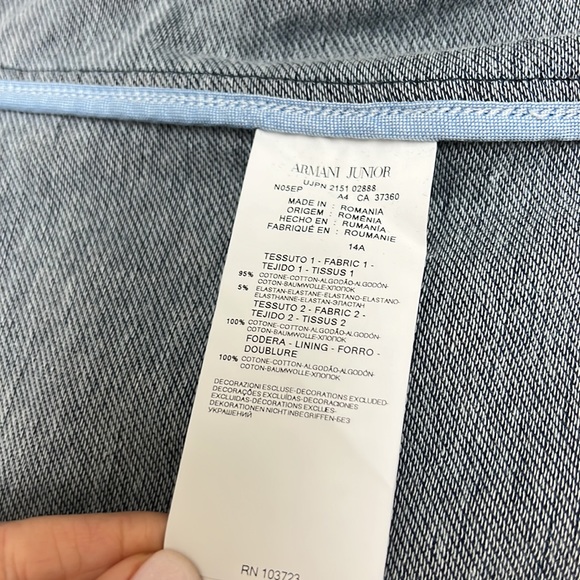 ARMANI JUNIOR
UJPN 2151 02888
N05EP A4 CA 37360
MADE IN : ROMANIA
ORIGEM : ROMÊNIA
HECHO EN : RUMANÍA
FABRIQUÉ EN : ROUMANIE
14A
TESSUTO 1 - FABRIC 1 -
TEJIDO 1 - TISSUS 1
95% COTONE-COTTON-ALGODÃO-ALGODÓN-
COTON-BAUMWOLLE-ХЛОПОК
5% ELASTAN-ELASTANE-ELASTANO-ELASTANO-
ELASTHANNE-ELASTAN-ЭЛАСТАН
TESSUTO 2 - FABRIC 2 -
TEJIDO 2 - TISSUS 2
100% COTONE-COTTON-ALGODÃO-ALGODÓN-
COTON-BAUMWOLLE-ХЛОПОК
FODERA - LINING - FORRO -
DOUBLURE
100% COTONE-COTTON-ALGODÃO-ALGODÓN-
COTON-BAUMWOLLE-ХЛОПОК
DECORAZIONI ESCLUSE-DECORATIONS EXCLUDED-
DECORAÇÕES EXCLUÍDAS-DECORACIONES
EXCLUIDAS-DÉCORATIONS EXCLUES-
DEKORATIONEN NICHT INBEGRIFFEN-БЕЗ
УКРАШЕНИЙ
RN 103723